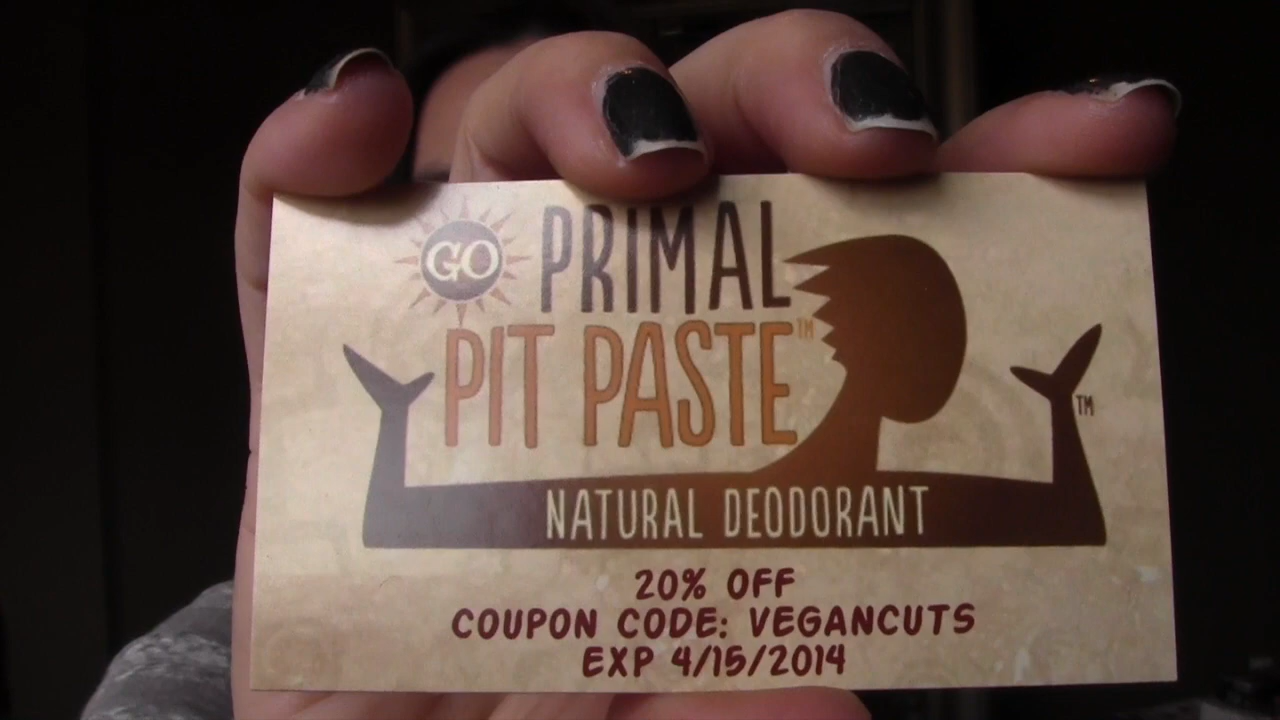 GO PRIMAL
PIT PASTE™
TM
NATURAL DEODORANT
20% OFF
COUPON CODE: VEGANCUTS
EXP 4/15/2014